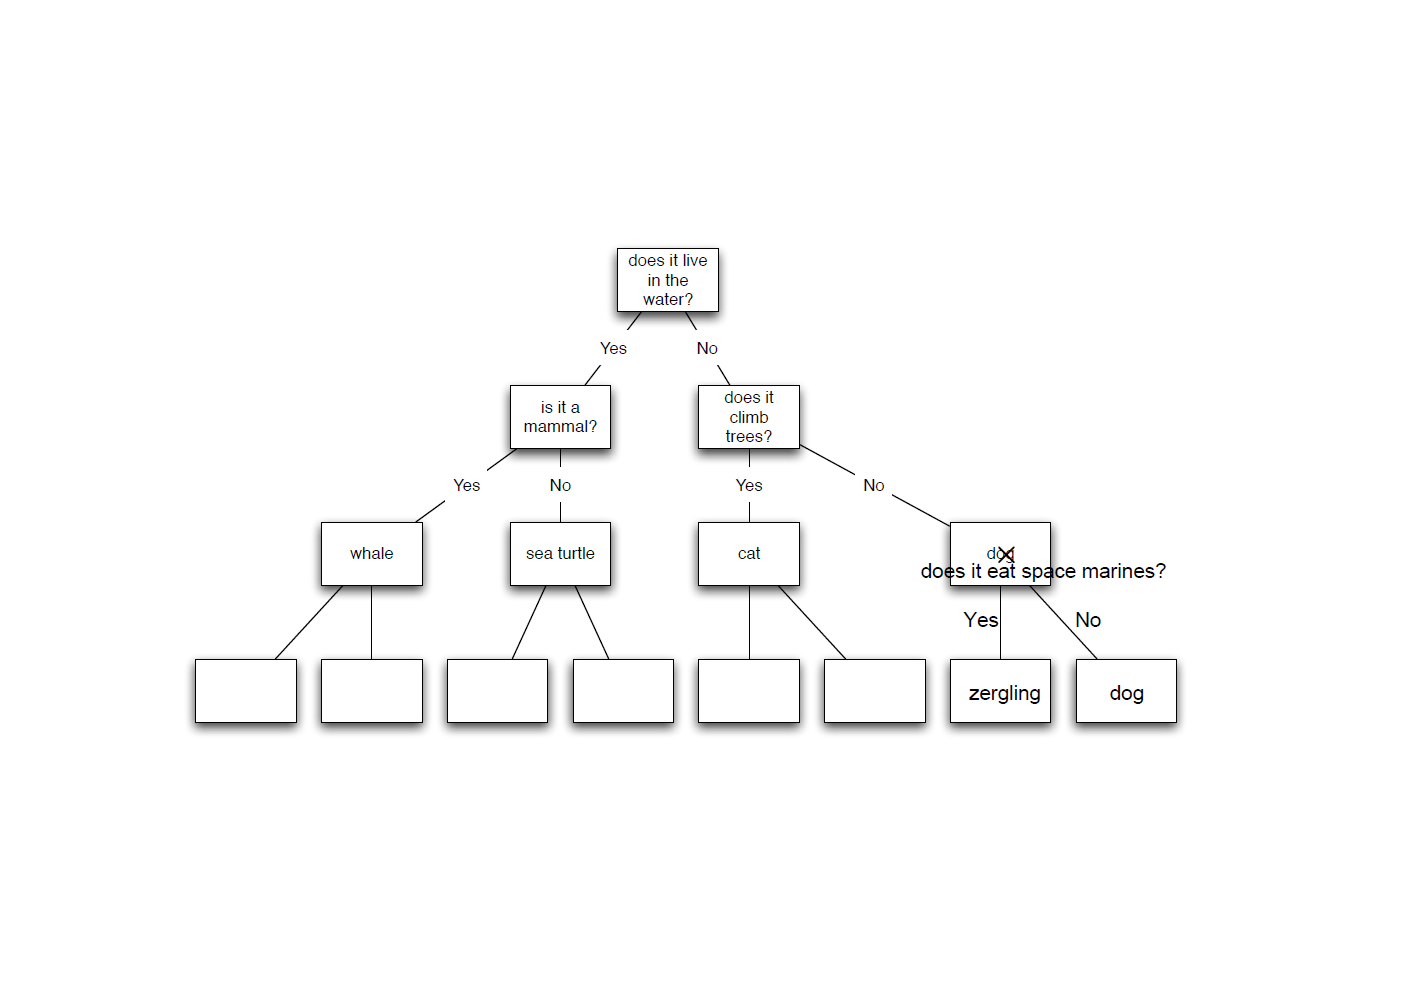 does it live
in the
water?
Yes
No
is it a
mammal?
does it
climb
trees?
Yes
No
Yes
No
whale
sea turtle
cat
dog
does it eat space marines?
Yes
No
zergling
dog